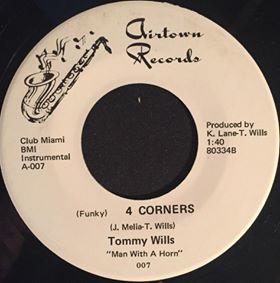 Airtown
Records
Club Miami
BMI
Instrumental
A-007
Produced by
K. Lane-T. Wills
1:40
80334B
(Funky) 4 CORNERS
(J. Melia-T. Wills)
Tommy Wills
"Man With A Horn"
007